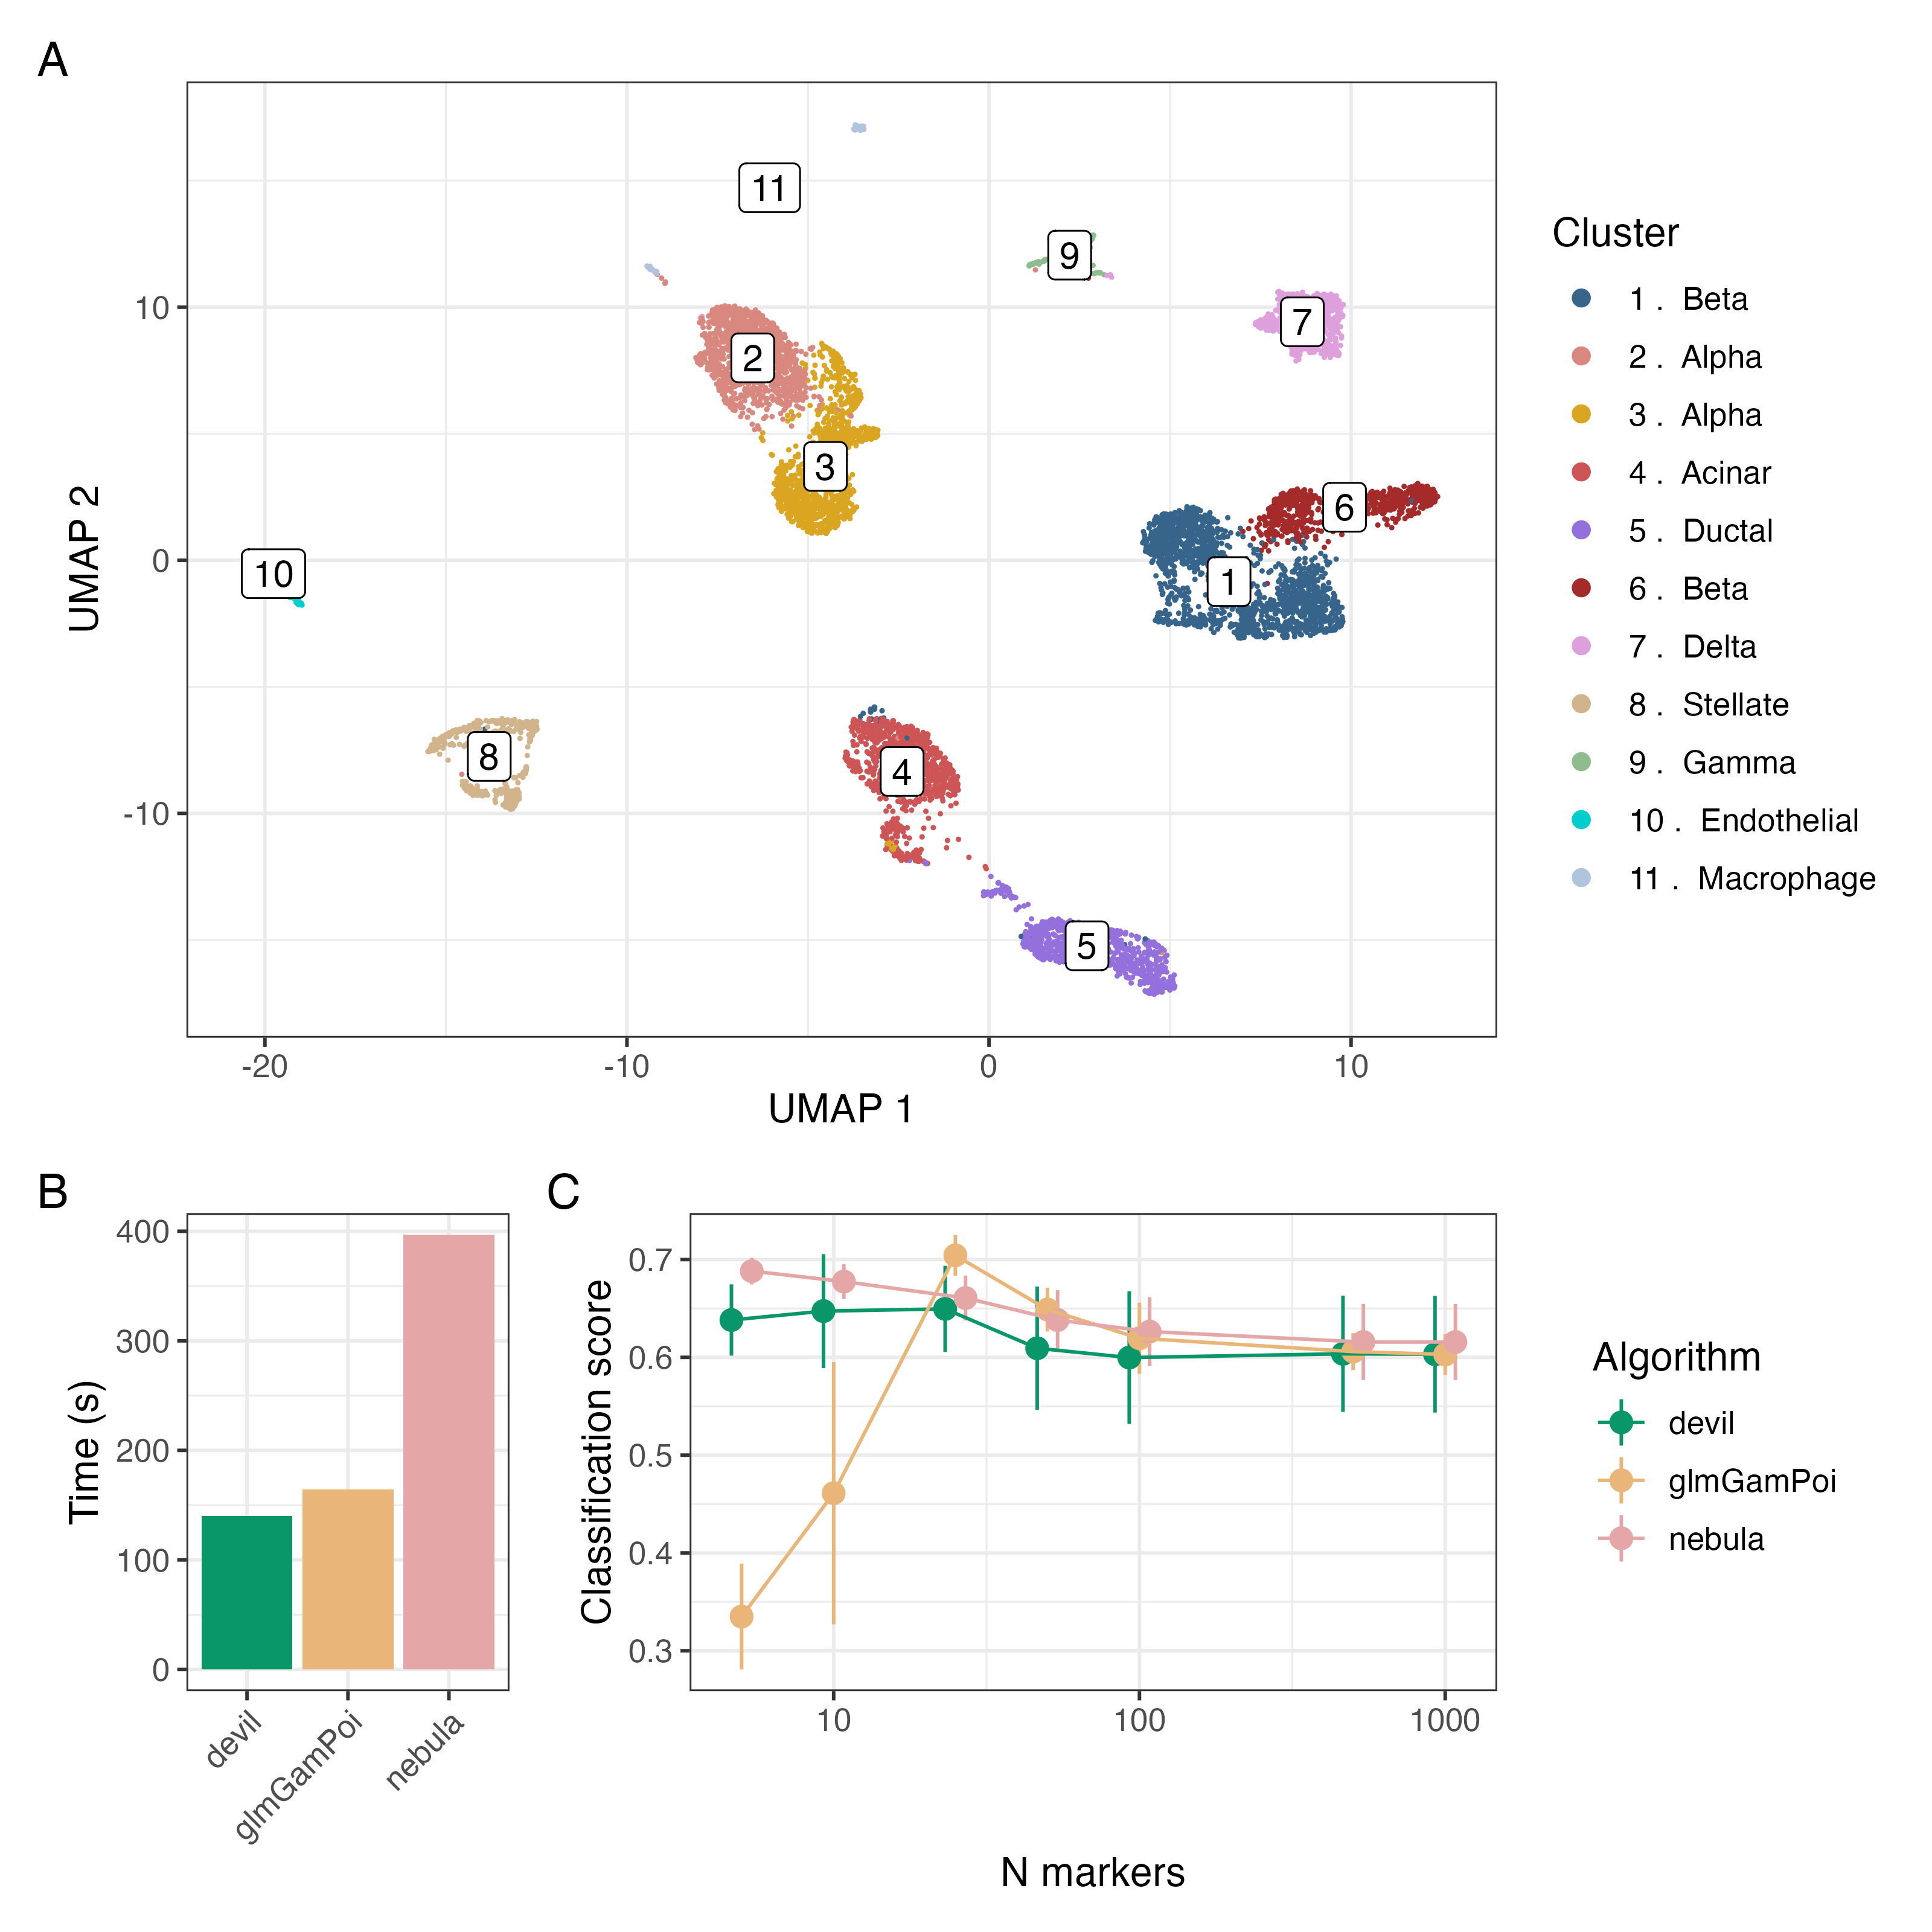 A
UMAP 2
10
0
-10
-20
-10
0
10
UMAP 1
11
9
7
2
3
6
1
10
8
4
5
Cluster
1 . Beta
2 . Alpha
3 . Alpha
4 . Acinar
5 . Ductal
6 . Beta
7 . Delta
8 . Stellate
9 . Gamma
10 . Endothelial
11 . Macrophage
B
Time (s)
400
300
200
100
0
devil
glmGamPoi
nebula
C
Classification score
0.7
0.6
0.5
0.4
0.3
10
100
1000
N markers
Algorithm
devil
glmGamPoi
nebula